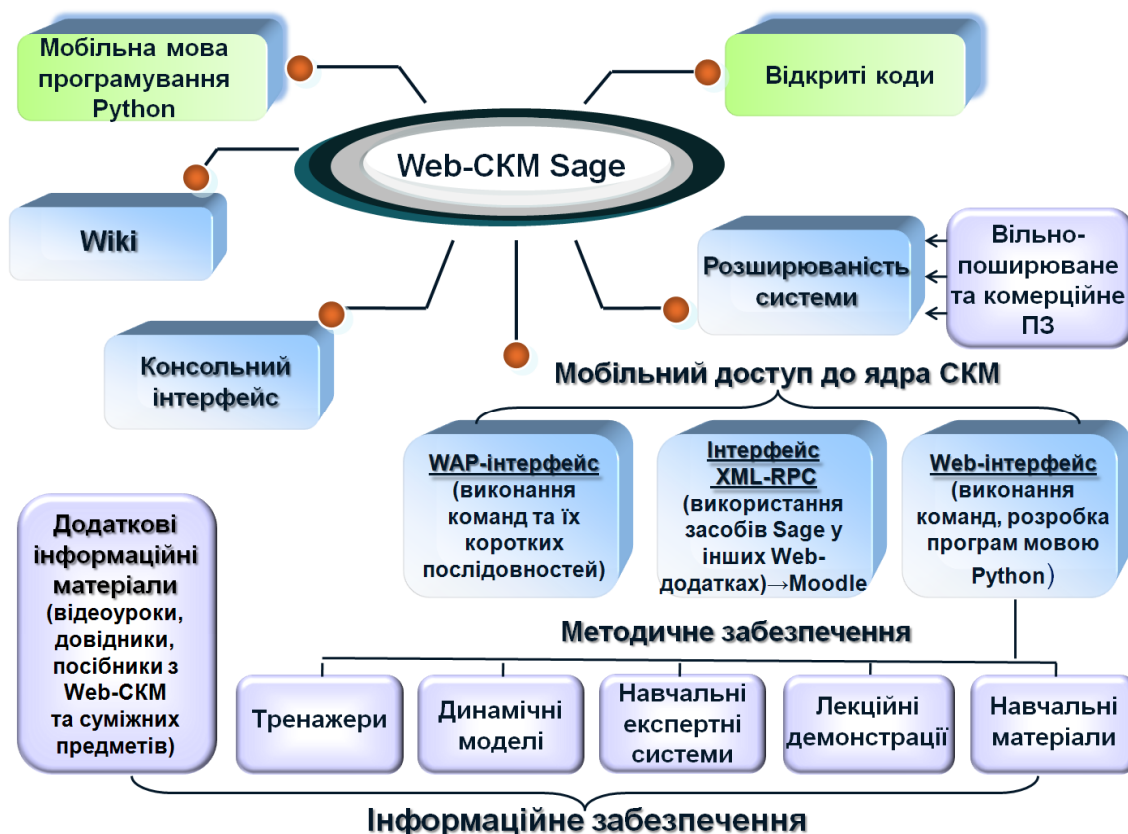 Мобільна мова
програмування
Python
Відкриті коди
Web-СКМ Sage
Wiki
Розширюваність
системи
Вільно-
поширюване
та комерційне
ПЗ
Консольний
інтерфейс
Мобільний доступ до ядра СКМ
WAP-інтерфейс
(виконання
команд та їх
коротких
послідовностей)
Інтерфейс
XML-RPC
(використання
засобів Sage у
інших Web-
додатках)→Moodle
Web-інтерфейс
(виконання
команд, розробка
програм мовою
Python)
Додаткові
інформаційні
матеріали
(відеоуроки,
довідники,
посібники з
Web-СКМ
та суміжних
предметів)
Методичне забезпечення
Тренажери
Динамічні
моделі
Навчальні
експертні
системи
Лекційні
демонстрації
Навчальні
матеріали
Інформаційне забезпечення